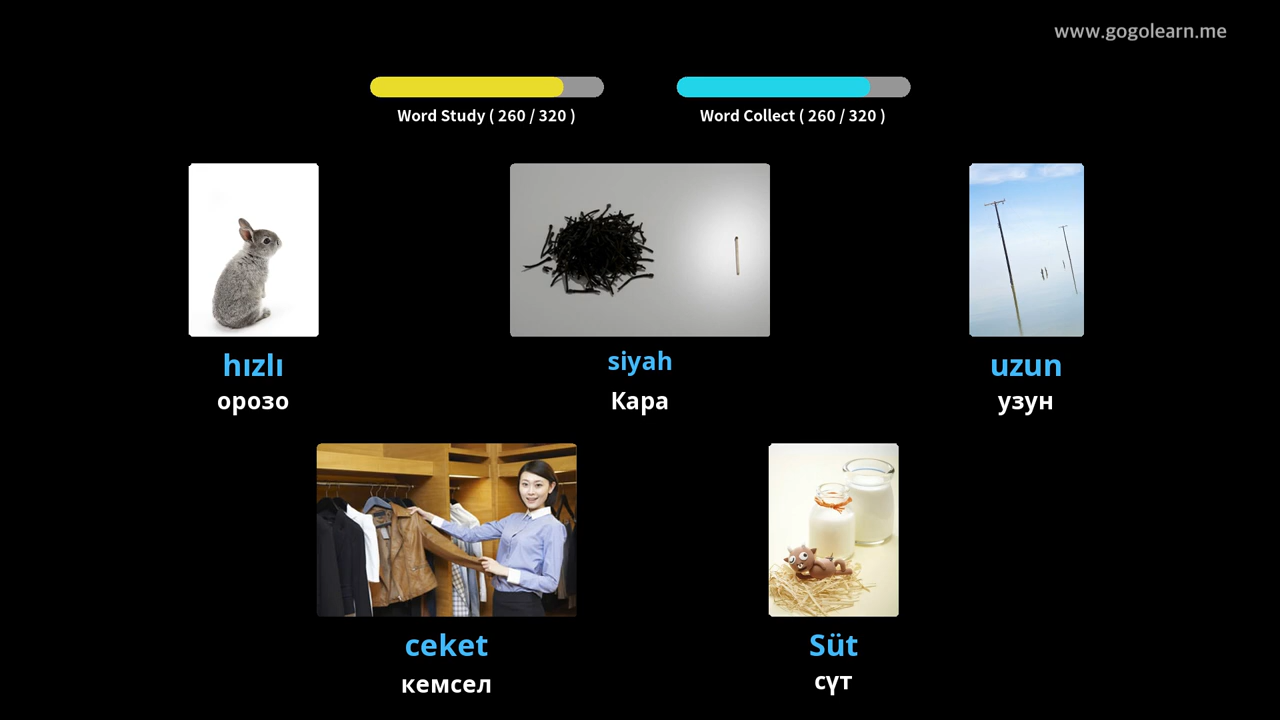 www.gogolearn.me
Word Study ( 260 / 320 )
Word Collect ( 260 / 320 )
hızlı
орозо
siyah
Кара
uzun
узун
ceket
кемсел
Süt
сүт